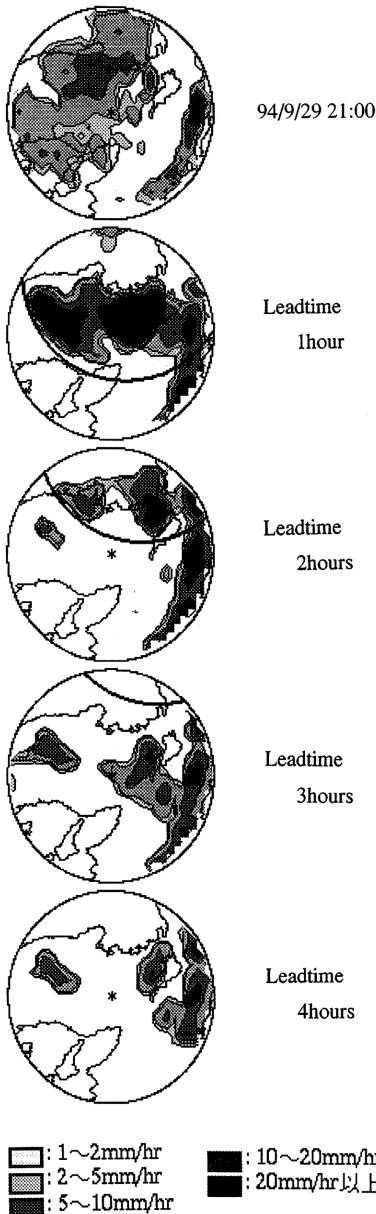 94/9/29 21:00
Leadtime
1hour
Leadtime
2hours
*
Leadtime
3hours
Leadtime
4hours
*
: 1～2mm/hr
: 2～5mm/hr
: 5～10mm/hr
: 10～20mm/hr
: 20mm/hr以上